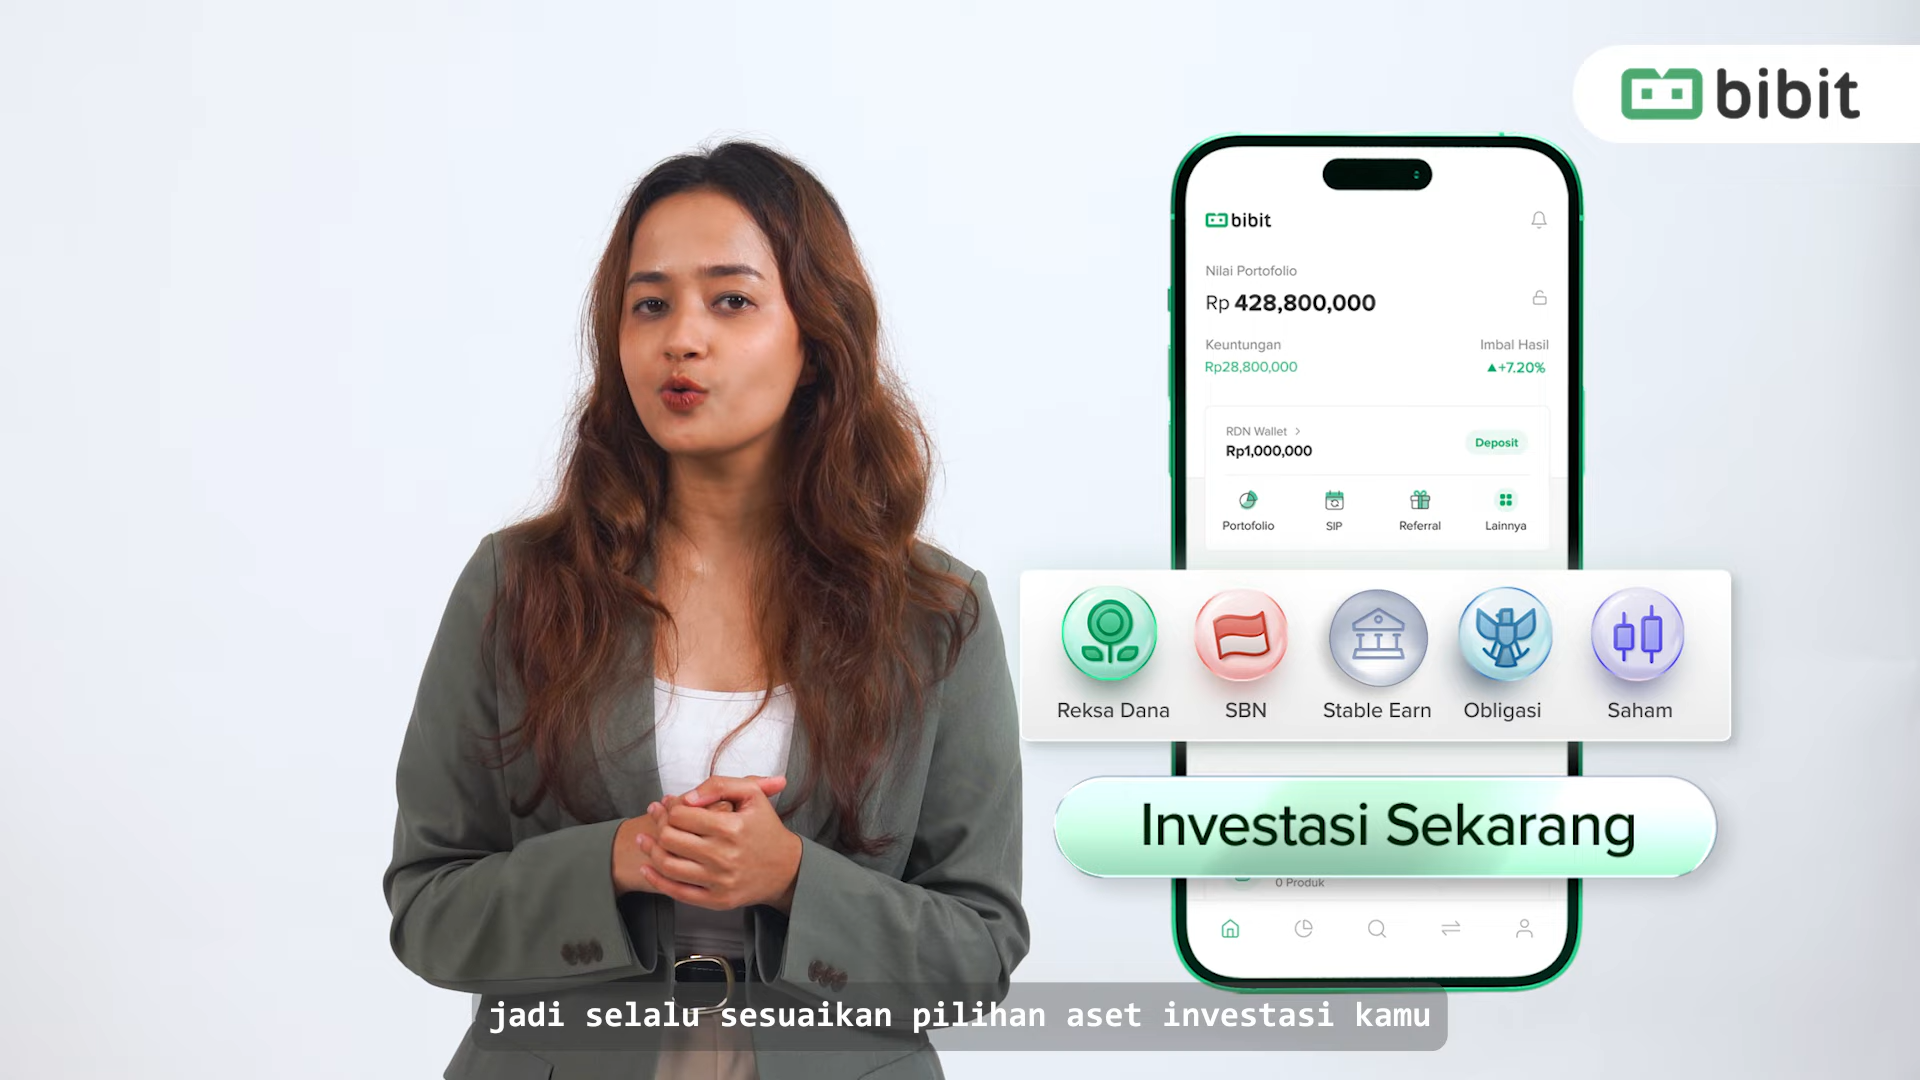 bibit
bibit
Nilai Portofolio
Rp 428,800,000
Keuntungan Imbal Hasil
Rp28,800,000 ▲+7.20%
RDN Wallet >
Rp1,000,000
Deposit
Portofolio SIP Referral Lainnya
Reksa Dana SBN Stable Earn Obligasi Saham
Investasi Sekarang
0 Produk
jadi selalu sesuaikan pilihan aset investasi kamu